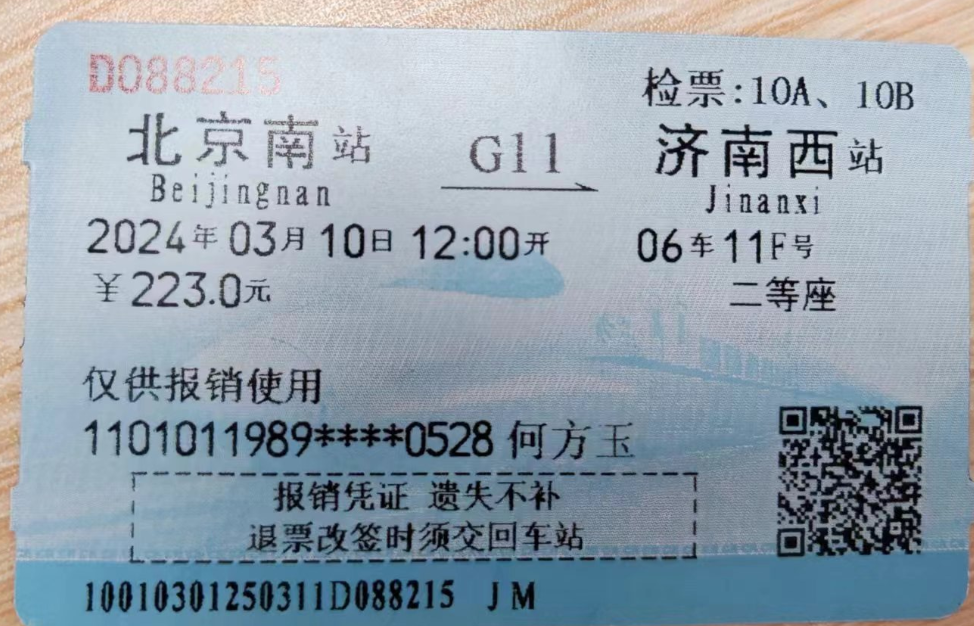 D088215
检票:10A、10B
北京南站 G11 济南西站
Beijingnan Jinanxi
2024年03月10日 12:00开 06车11F号
￥223.0元 二等座
仅供报销使用
1101011989****0528 何方玉
报销凭证 遗失不补
退票改签时须交回车站
10010301250311D088215 JM